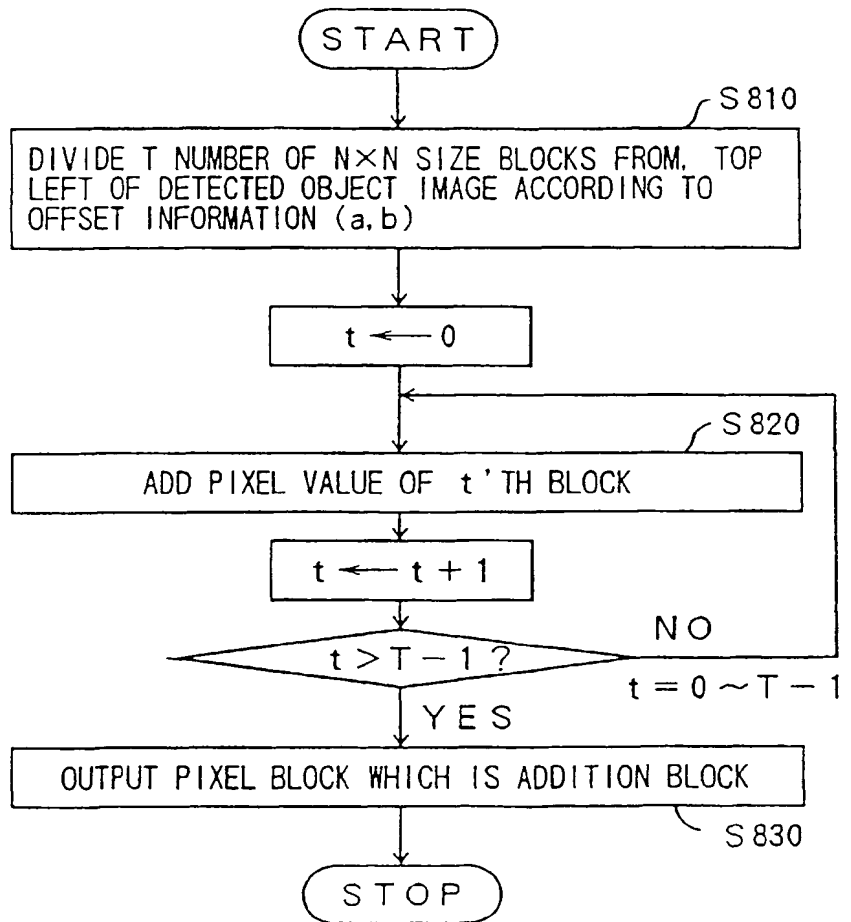 START
S810
DIVIDE T NUMBER OF N×N SIZE BLOCKS FROM. TOP
LEFT OF DETECTED OBJECT IMAGE ACCORDING TO
OFFSET INFORMATION (a,b)
t ← 0
S820
ADD PIXEL VALUE OF t'TH BLOCK
t ← t + 1
NO
t > T − 1 ?
t = 0 ~ T − 1
YES
OUTPUT PIXEL BLOCK WHICH IS ADDITION BLOCK
S830
STOP